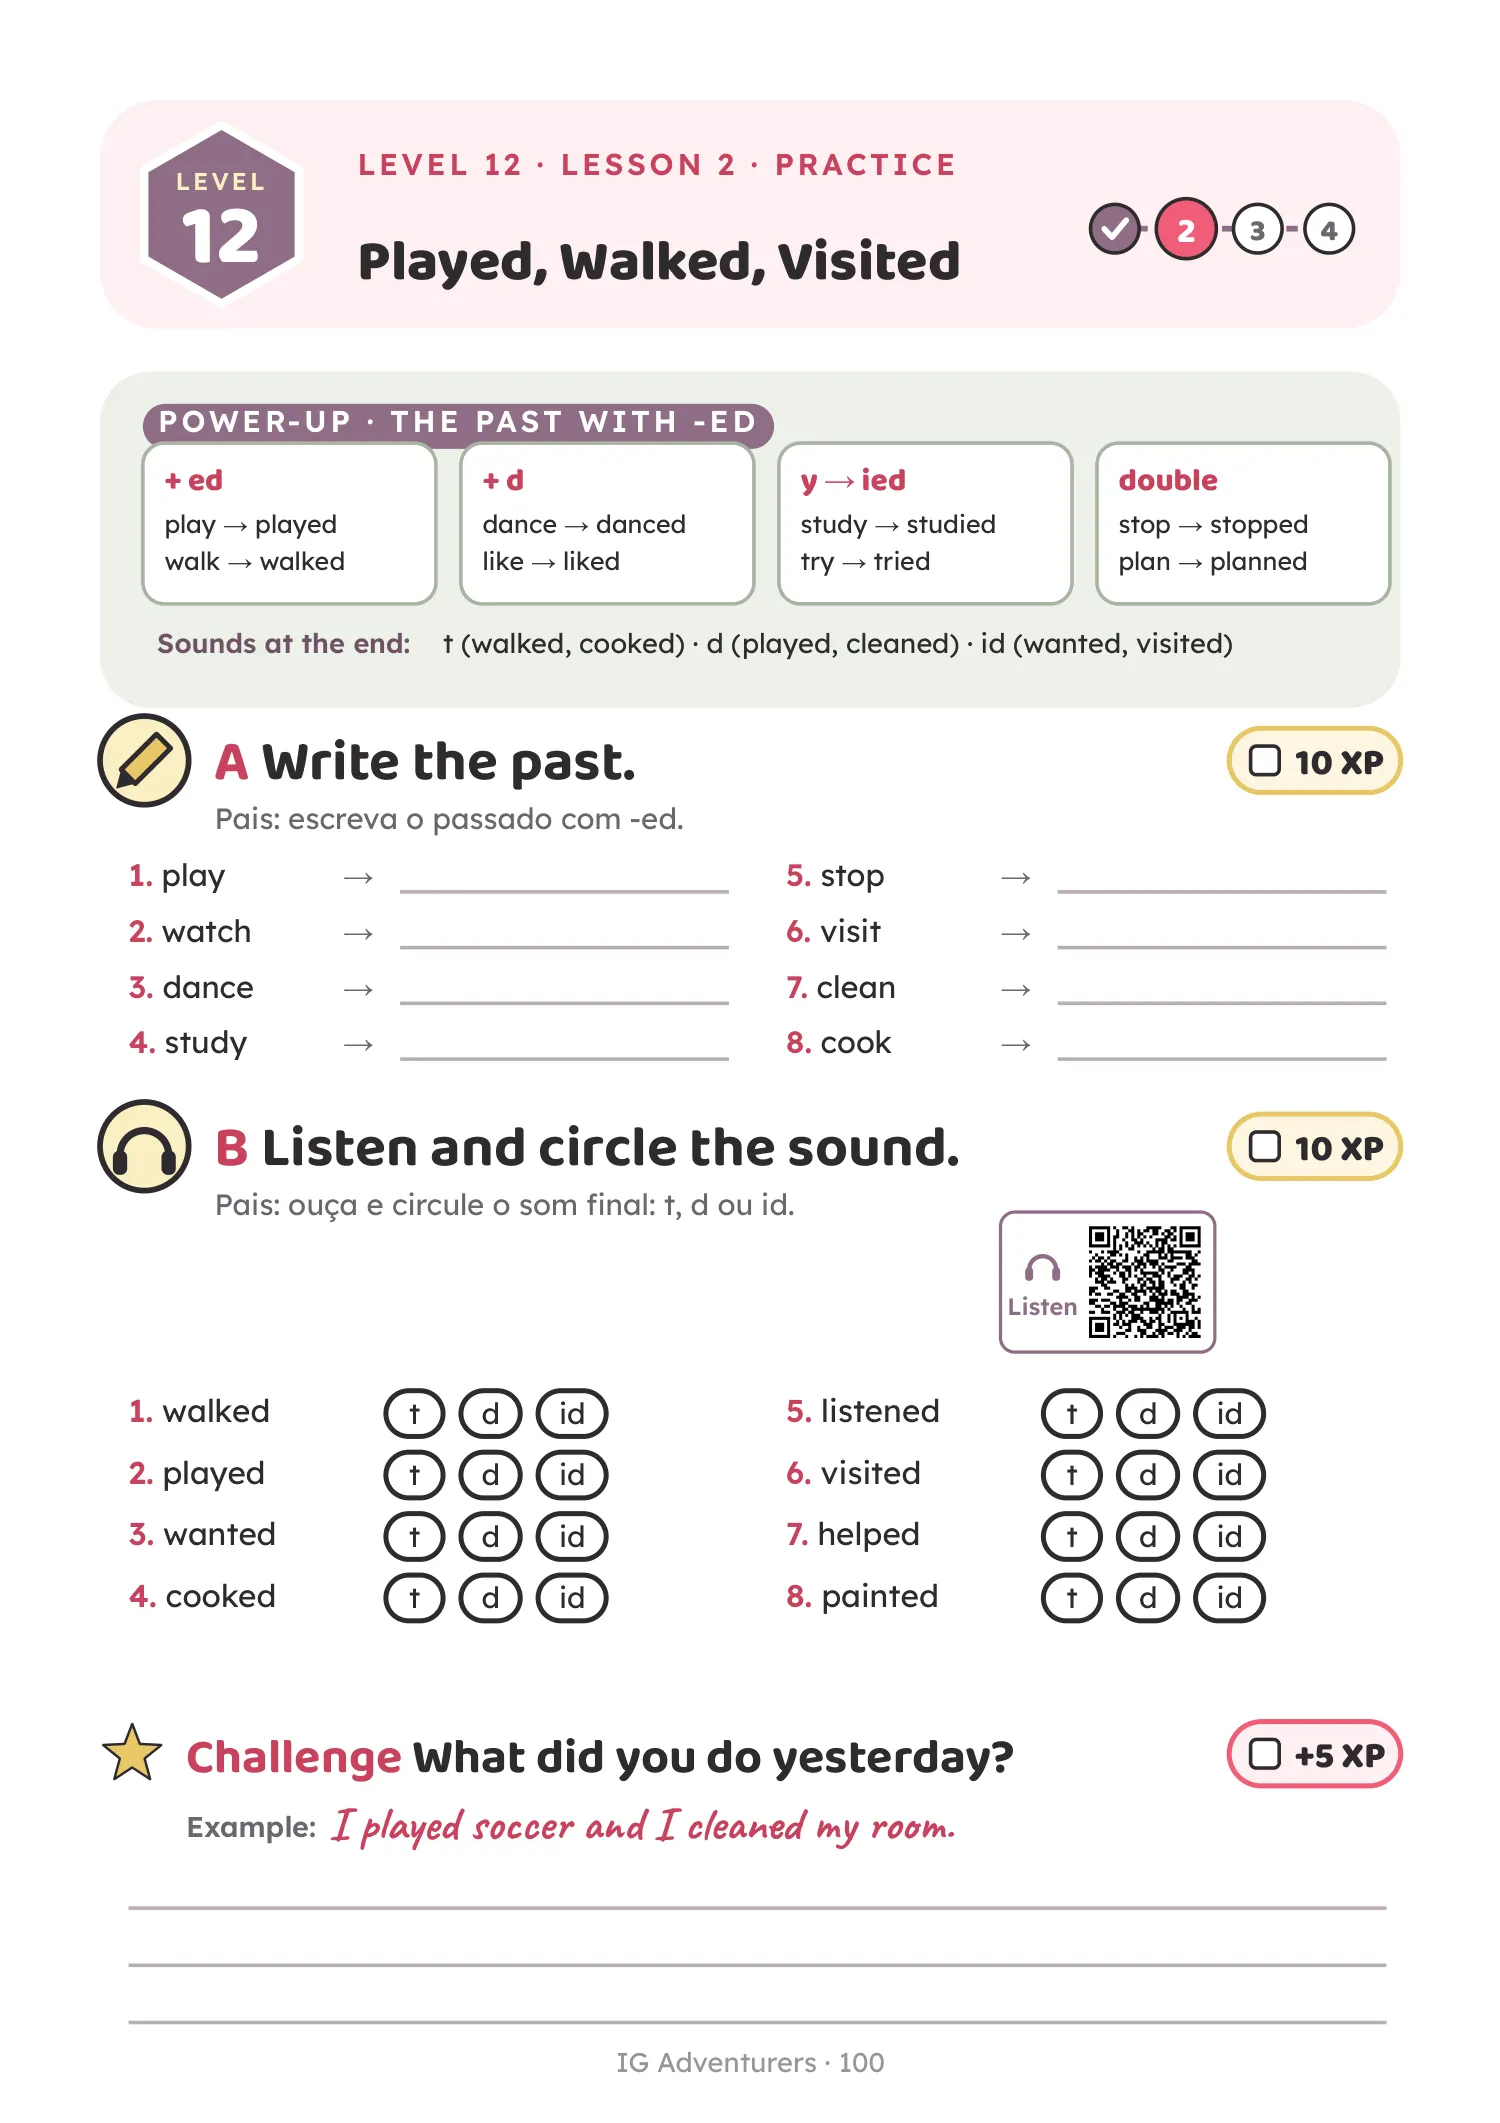 LEVEL
12
LEVEL 12 · LESSON 2 · PRACTICE
Played, Walked, Visited
2
3
4
POWER-UP · THE PAST WITH -ED
+ ed
play → played
walk → walked
+ d
dance → danced
like → liked
y → ied
study → studied
try → tried
double
stop → stopped
plan → planned
Sounds at the end: t (walked, cooked) · d (played, cleaned) · id (wanted, visited)
A Write the past.
10 XP
Pais: escreva o passado com -ed.
1. play →
2. watch →
3. dance →
4. study →
5. stop →
6. visit →
7. clean →
8. cook →
B Listen and circle the sound.
10 XP
Pais: ouça e circule o som final: t, d ou id.
Listen
1. walked t d id
2. played t d id
3. wanted t d id
4. cooked t d id
5. listened t d id
6. visited t d id
7. helped t d id
8. painted t d id
Challenge What did you do yesterday?
+5 XP
Example: I played soccer and I cleaned my room.
IG Adventurers · 100